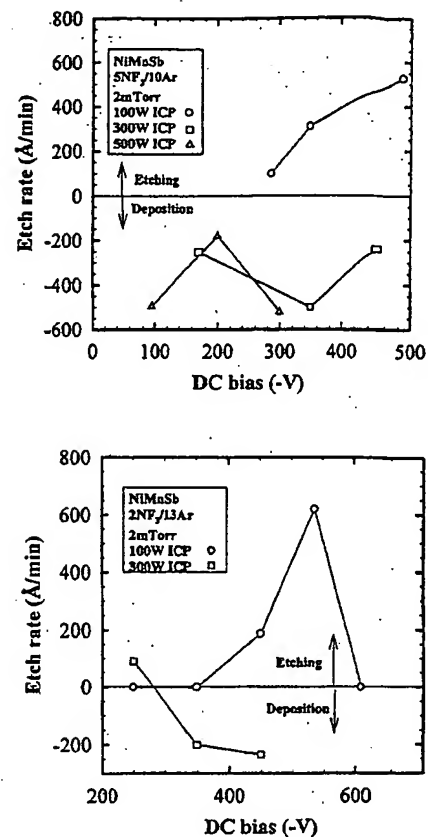 800
600
400
200
0
-200
-400
-600
Etch rate (Å/min)
NiMnSb
5NF₃/10Ar
2mTorr
100W ICP
300W ICP
500W ICP
Etching
Deposition
0 100 200 300 400 500
DC bias (-V)
800
600
400
200
0
-200
Etch rate (Å/min)
NiMnSb
2NF₃/13Ar
2mTorr
100W ICP
300W ICP
Etching
Deposition
200 400 600
DC bias (-V)